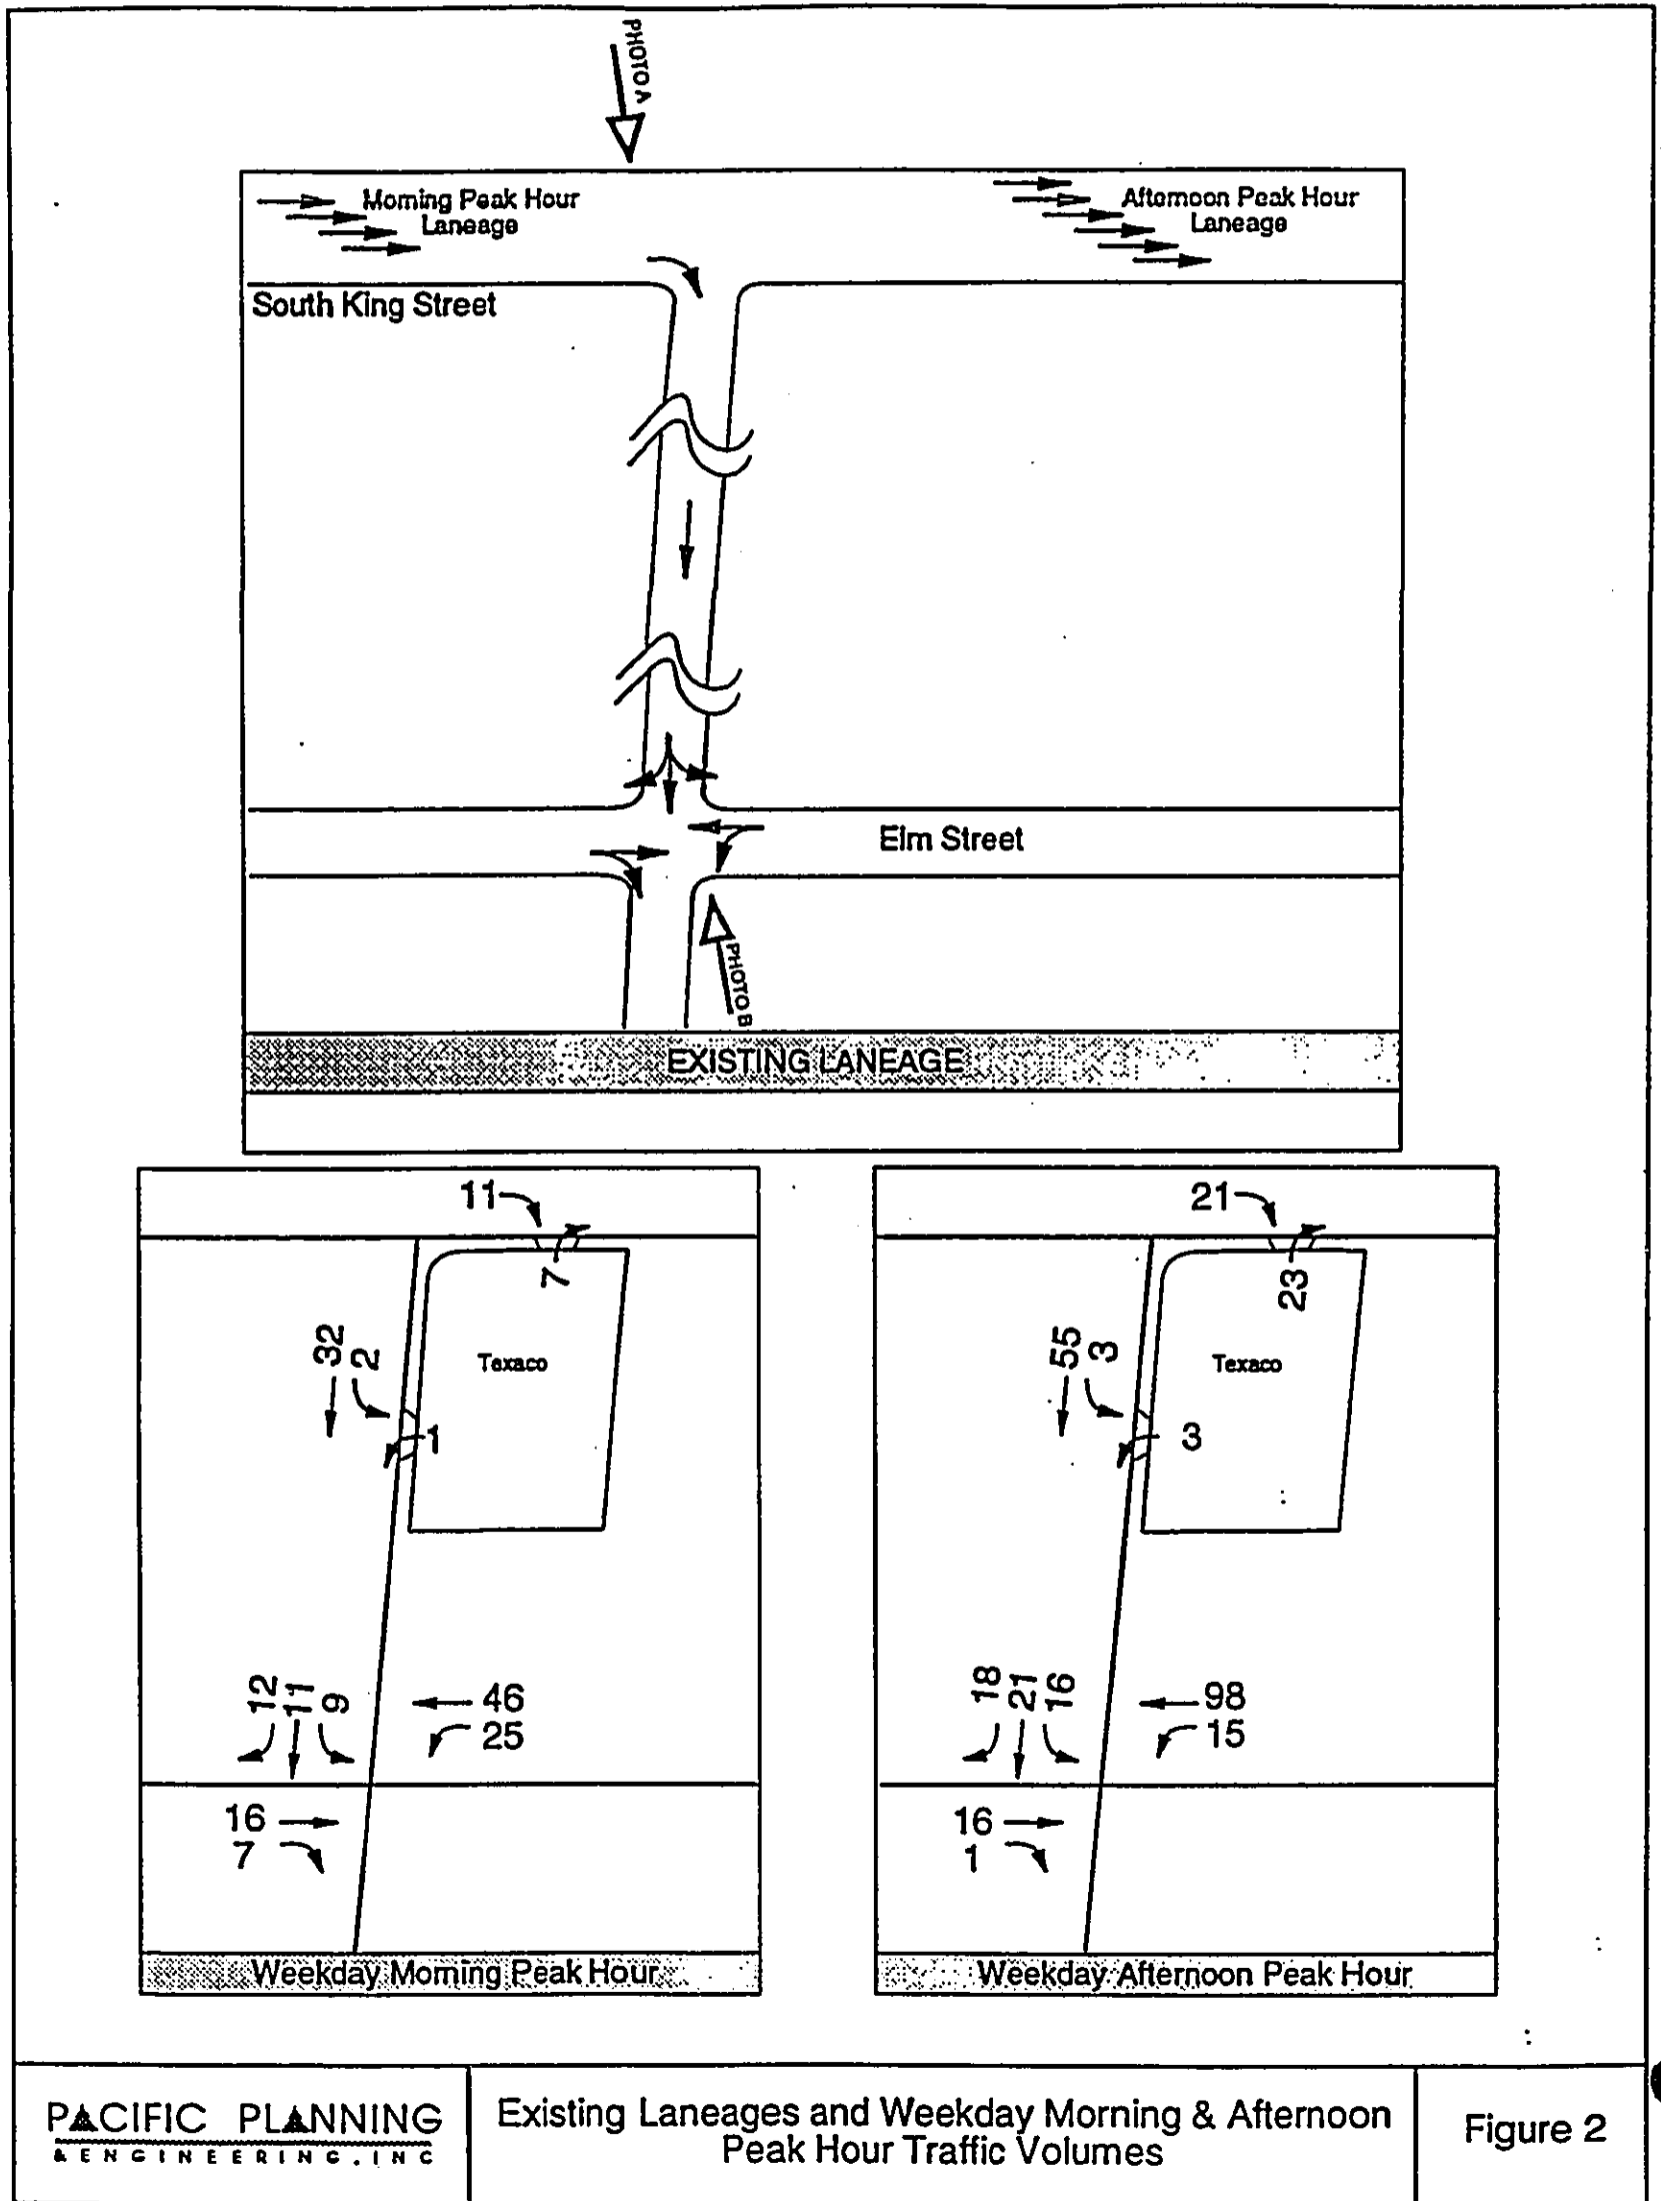 PHOTO A
Morning Peak Hour
Laneage
Afternoon Peak Hour
Laneage
South King Street
Elm Street
PHOTO B
EXISTING LANEAGE
11
7
32
2
Texaco
1
12
11
9
46
25
16
7
Weekday Morning Peak Hour
21
23
55
3
Texaco
3
18
21
16
98
15
16
1
Weekday Afternoon Peak Hour
PACIFIC PLANNING
& ENGINEERING, INC
Existing Laneages and Weekday Morning & Afternoon
Peak Hour Traffic Volumes
Figure 2